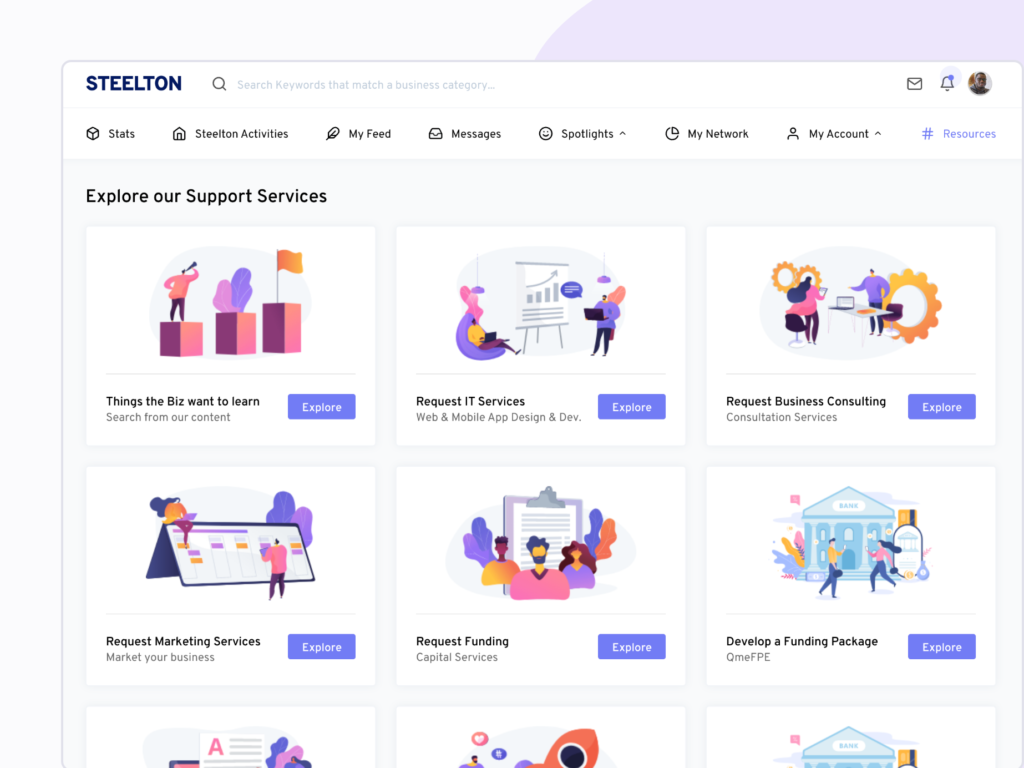 STEELTON
Search Keywords that match a business category...
Stats
Steelton Activities
My Feed
Messages
Spotlights
My Network
My Account
Resources
Explore our Support Services
Things the Biz want to learn
Search from our content
Explore
Request IT Services
Web & Mobile App Design & Dev.
Explore
Request Business Consulting
Consultation Services
Explore
BANK
Request Marketing Services
Market your business
Explore
Request Funding
Capital Services
Explore
Develop a Funding Package
QmeFPE
Explore
A
#
BANK